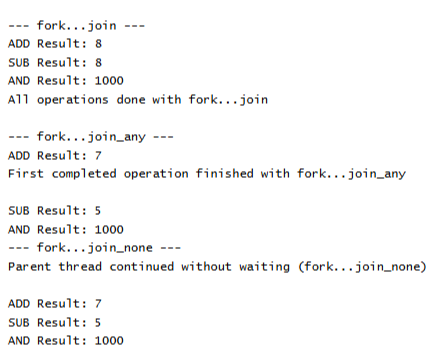 --- fork...join ---
ADD Result: 8
SUB Result: 8
AND Result: 1000
All operations done with fork...join
--- fork...join_any ---
ADD Result: 7
First completed operation finished with fork...join_any
SUB Result: 5
AND Result: 1000
--- fork...join_none ---
Parent thread continued without waiting (fork...join_none)
ADD Result: 7
SUB Result: 5
AND Result: 1000